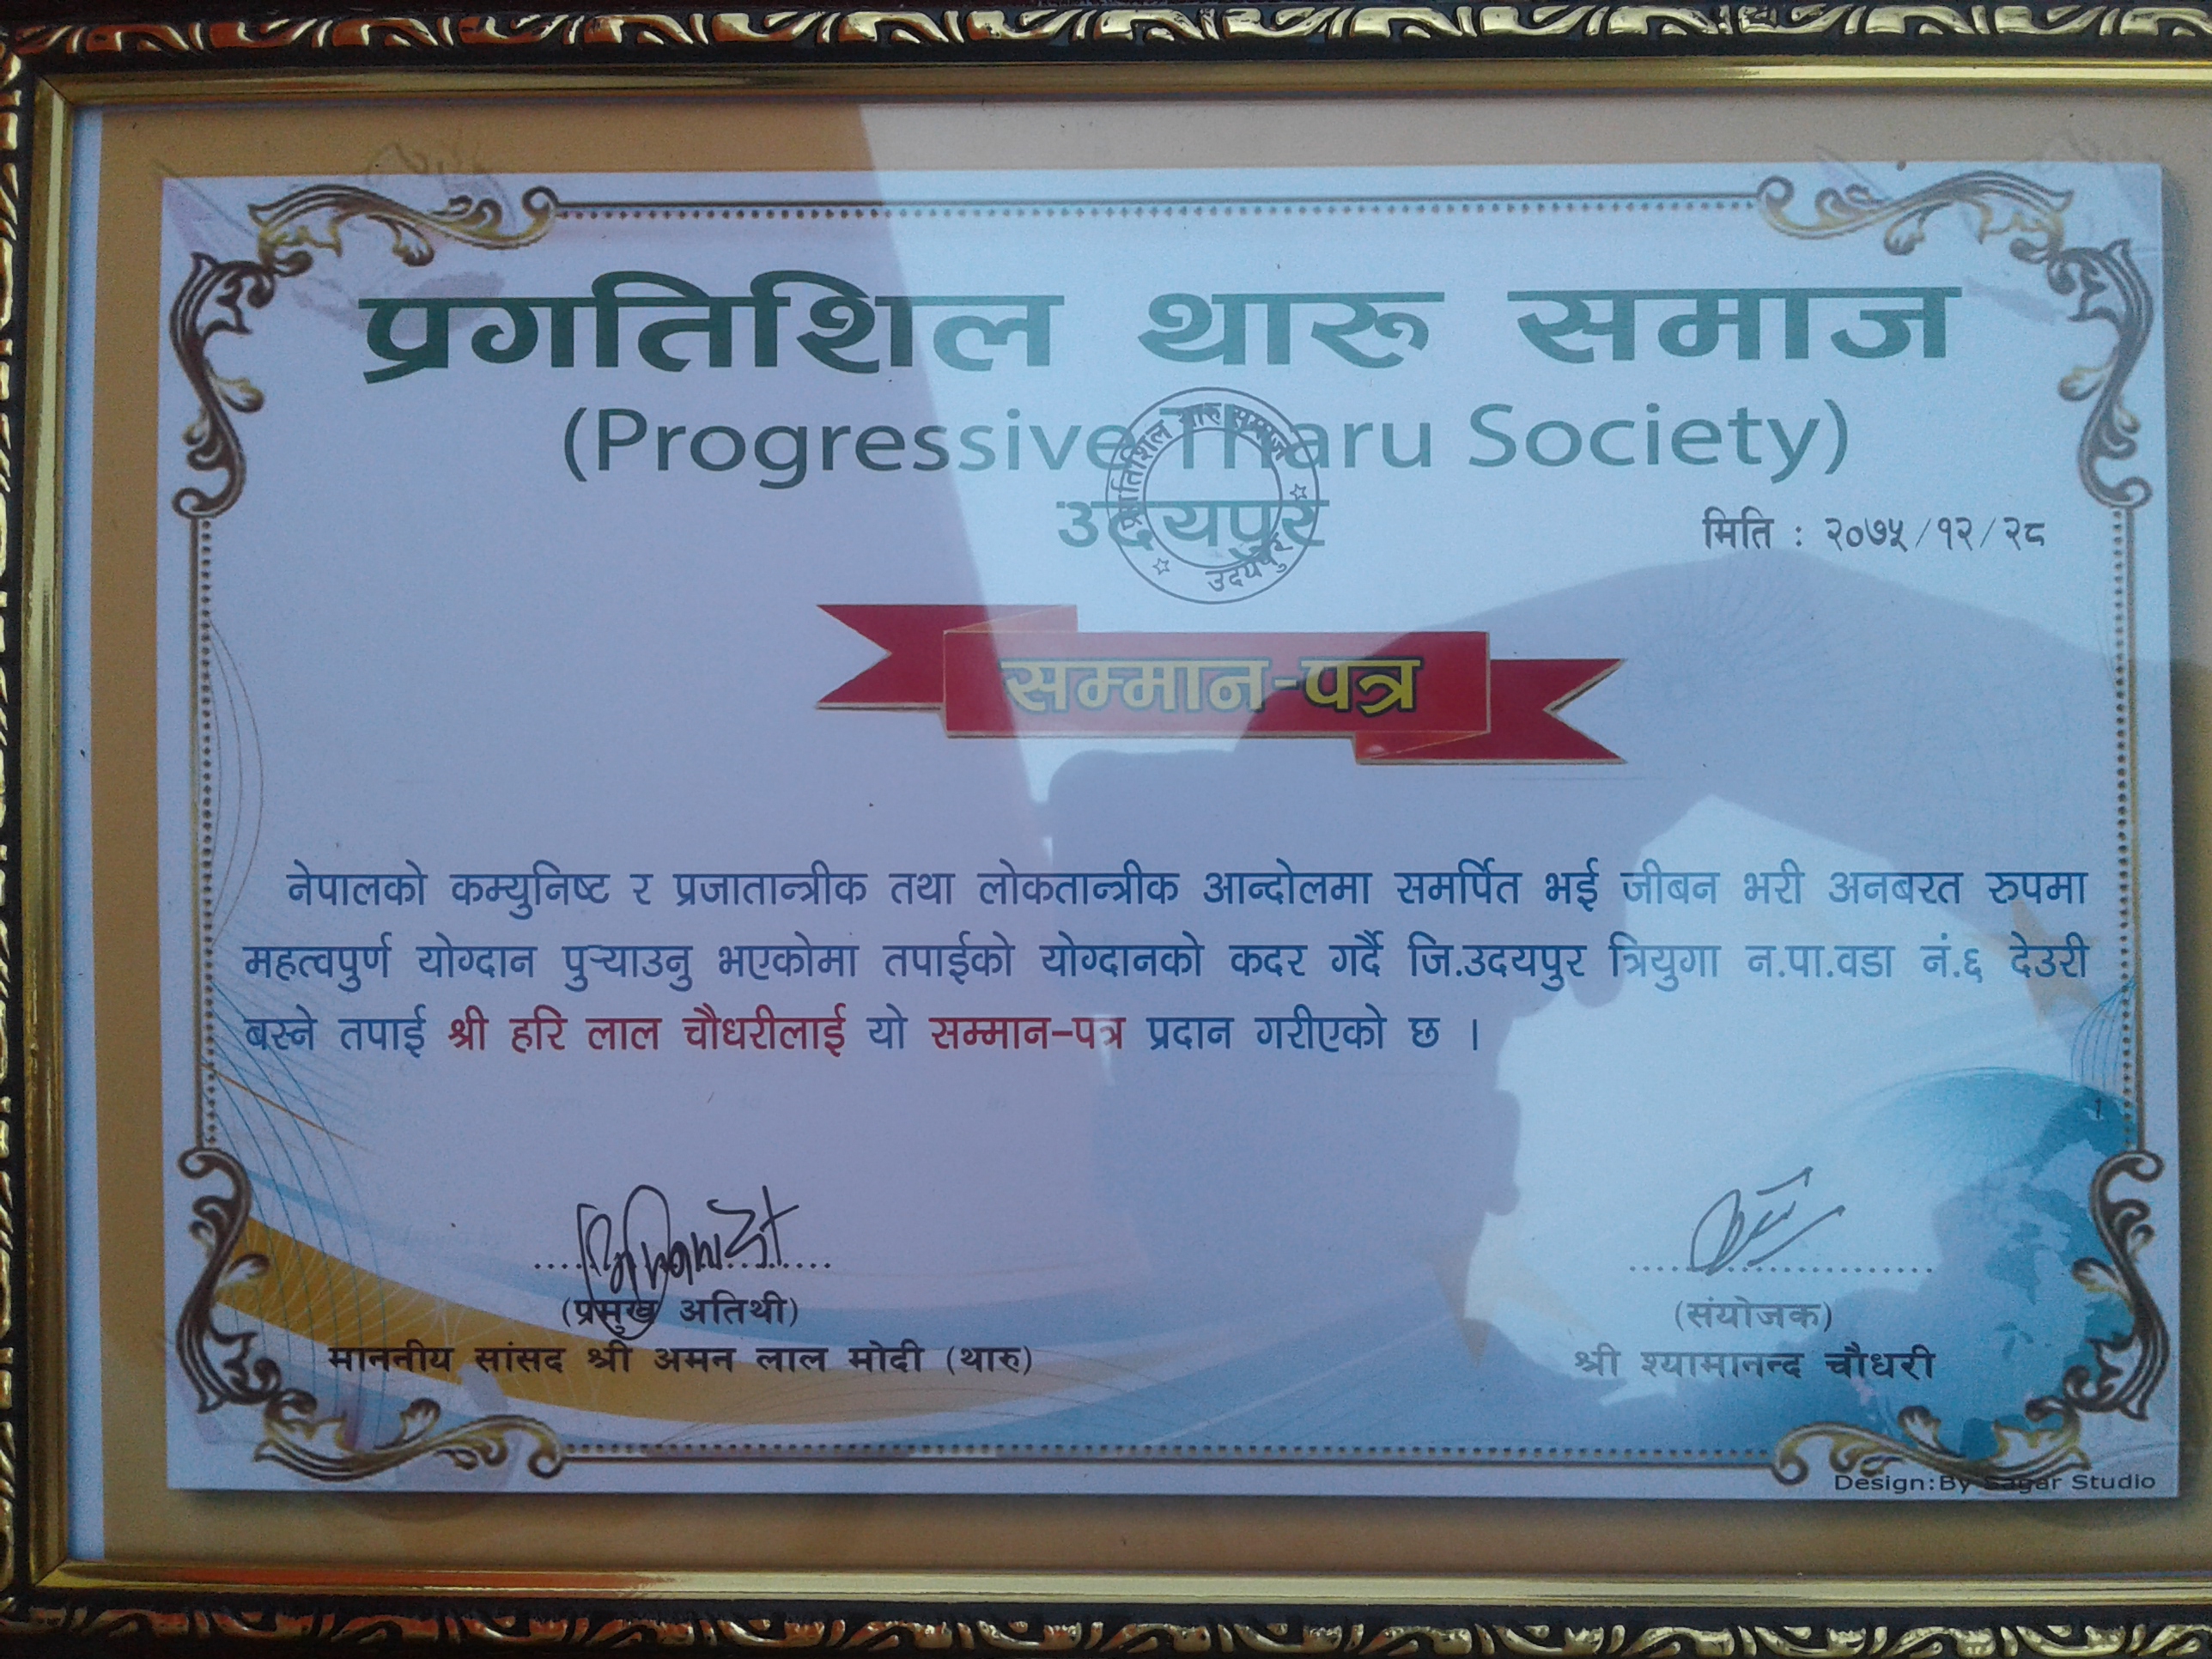 प्रगतिशिल थारू समाज
(Progressive Tharu Society)
उदयपुर
प्रगतिशिल थारु समाज
उदयपुर
मिति : २०७५/१२/२८
सम्मान-पत्र
नेपालको कम्युनिष्ट र प्रजातान्त्रीक तथा लोकतान्त्रीक आन्दोलमा समर्पित भई जीबन भरी अनबरत रुपमा
महत्वपुर्ण योग्दान पुऱ्याउनु भएकोमा तपाईको योग्दानको कदर गर्दै जि.उदयपुर त्रियुगा न.पा.वडा नं.६ देउरी
बस्ने तपाई श्री हरि लाल चौधरीलाई यो सम्मान-पत्र प्रदान गरीएको छ ।
(प्रमुख अतिथी)
माननीय सांसद श्री अमन लाल मोदी (थारु)
(संयोजक)
श्री श्यामानन्द चौधरी
Design:By Sagar Studio